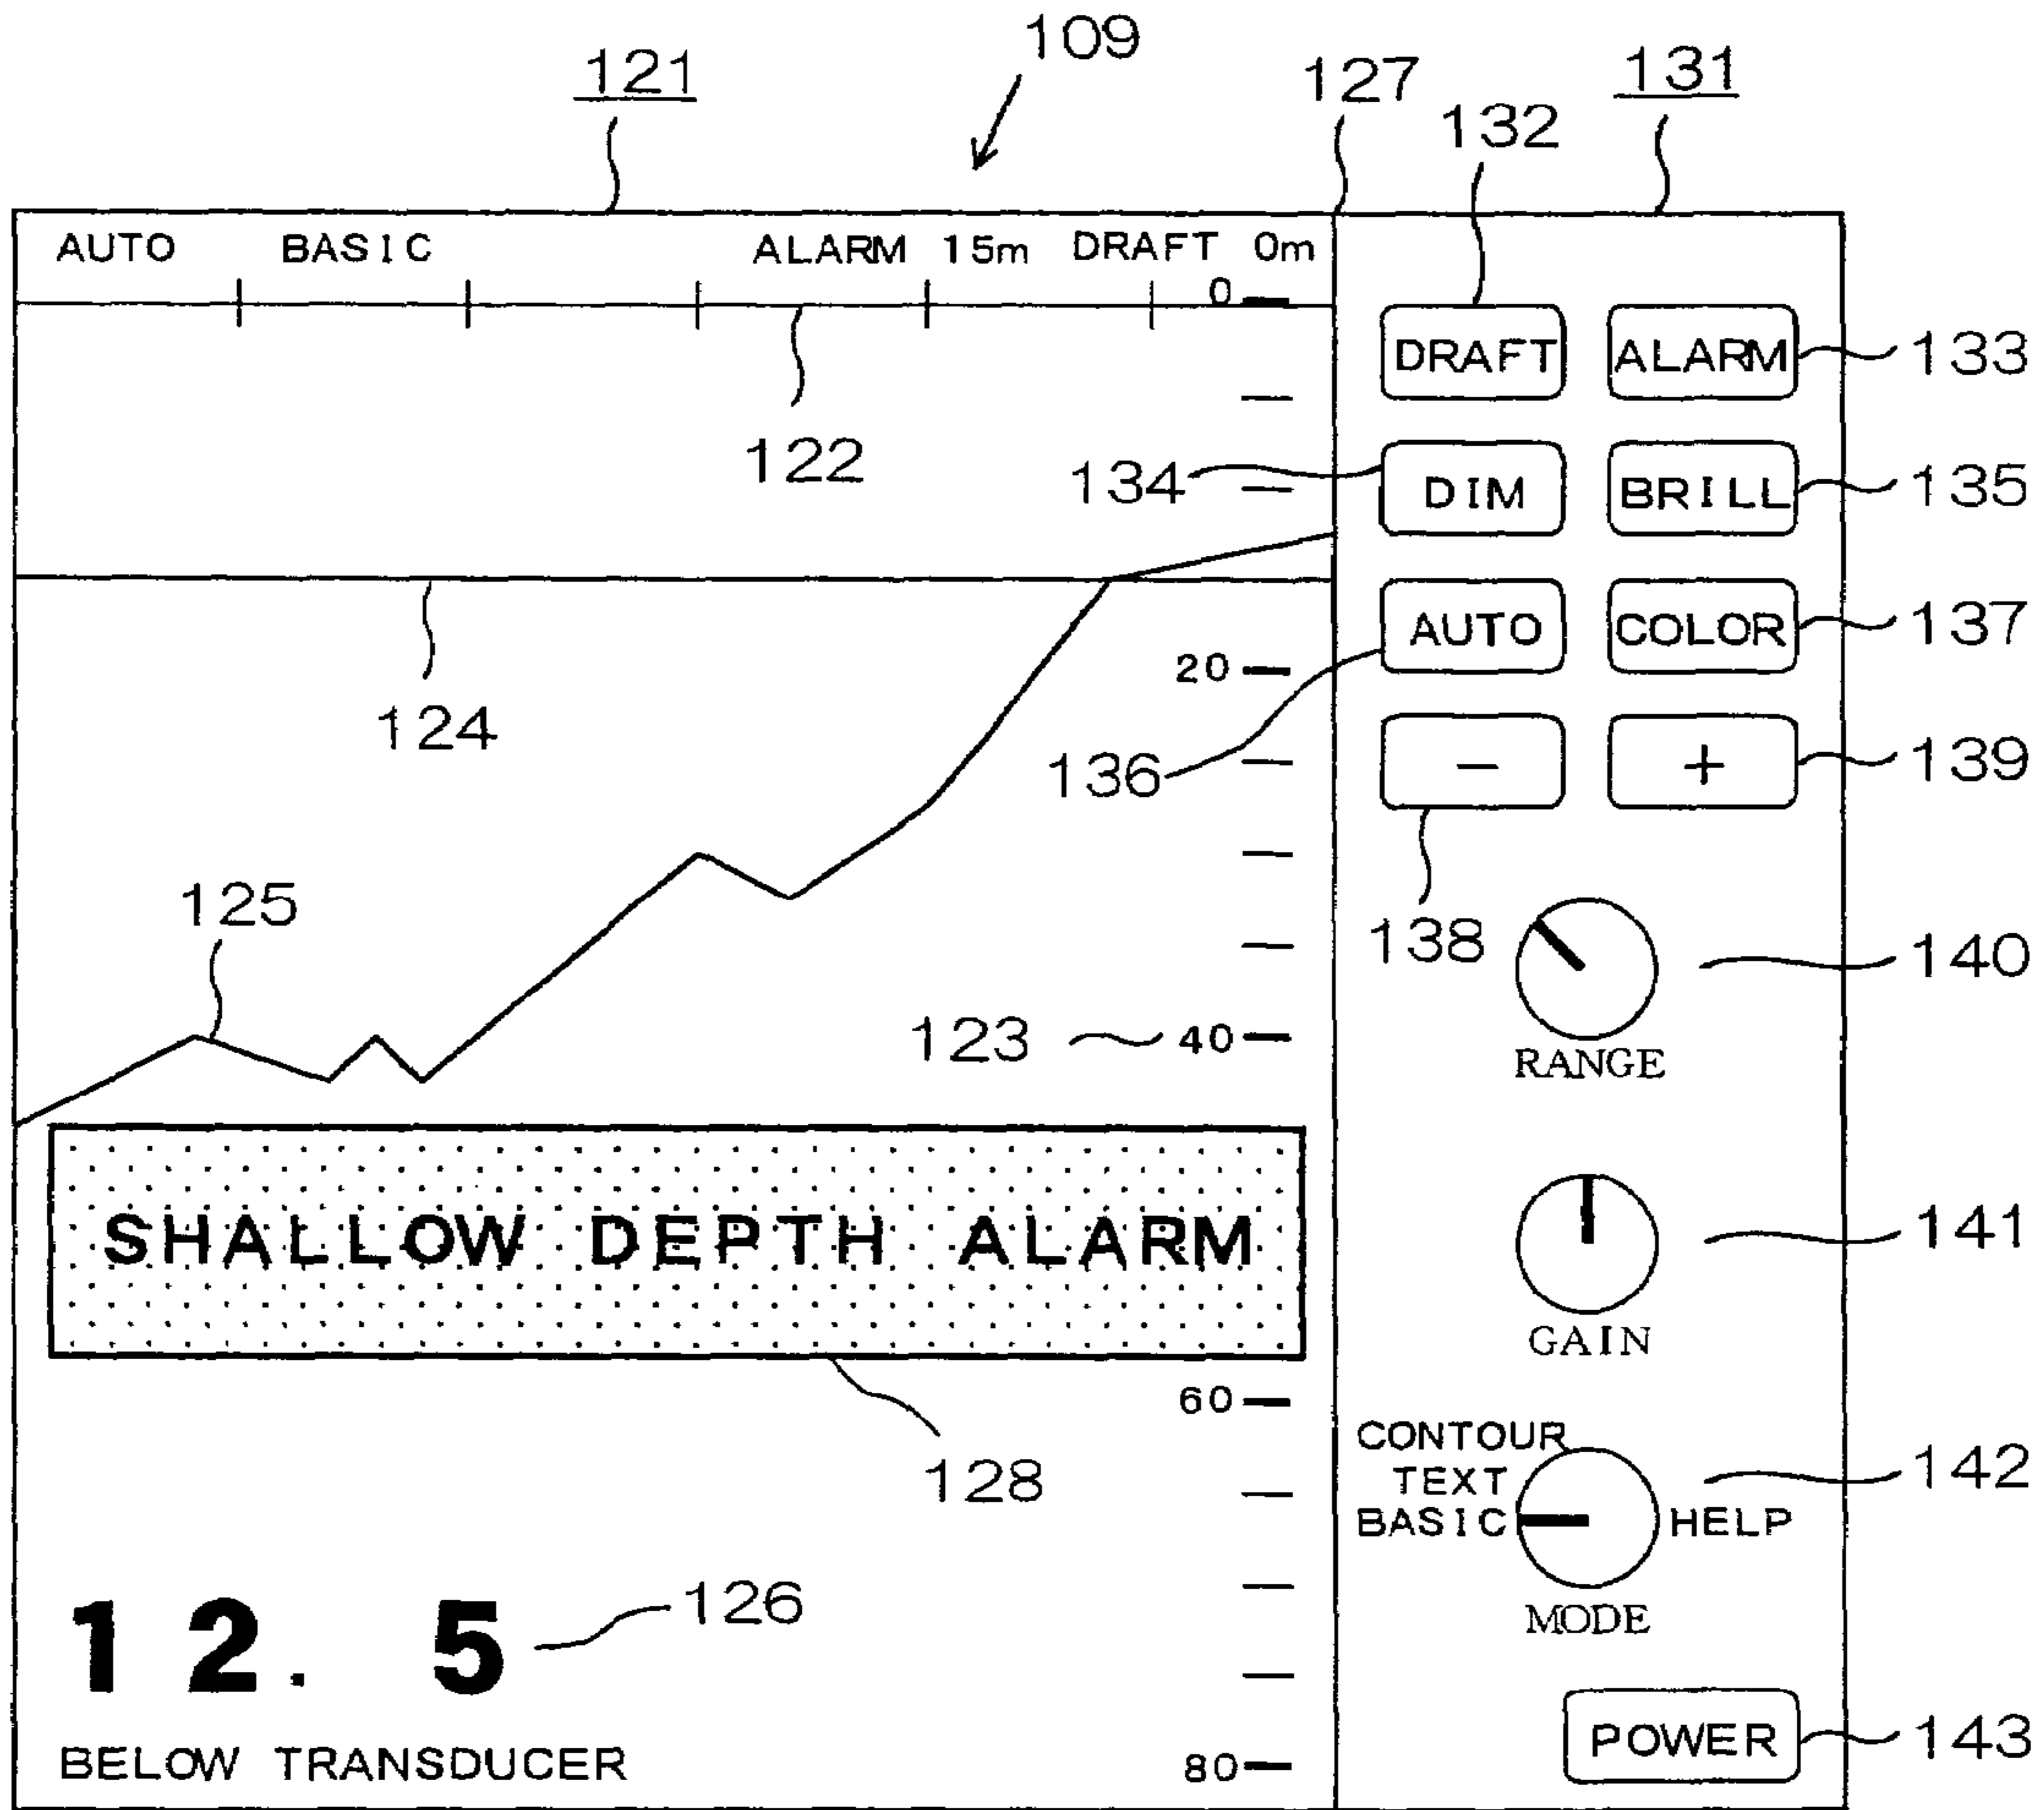 109
121
127
131
132
AUTO BASIC ALARM 15m DRAFT 0m
0
DRAFT
ALARM
133
122
134
DIM
BRILL
135
AUTO
COLOR
137
20
124
136
−
+
139
125
138
140
123
40
RANGE
SHALLOW DEPTH ALARM
141
GAIN
60
128
CONTOUR
TEXT
BASIC
HELP
142
MODE
12.5
126
POWER
143
BELOW TRANSDUCER
80